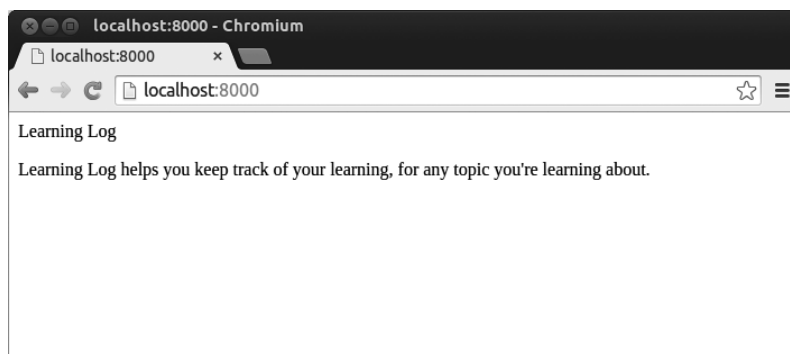 localhost:8000 - Chromium
localhost:8000
localhost:8000
Learning Log
Learning Log helps you keep track of your learning, for any topic you're learning about.